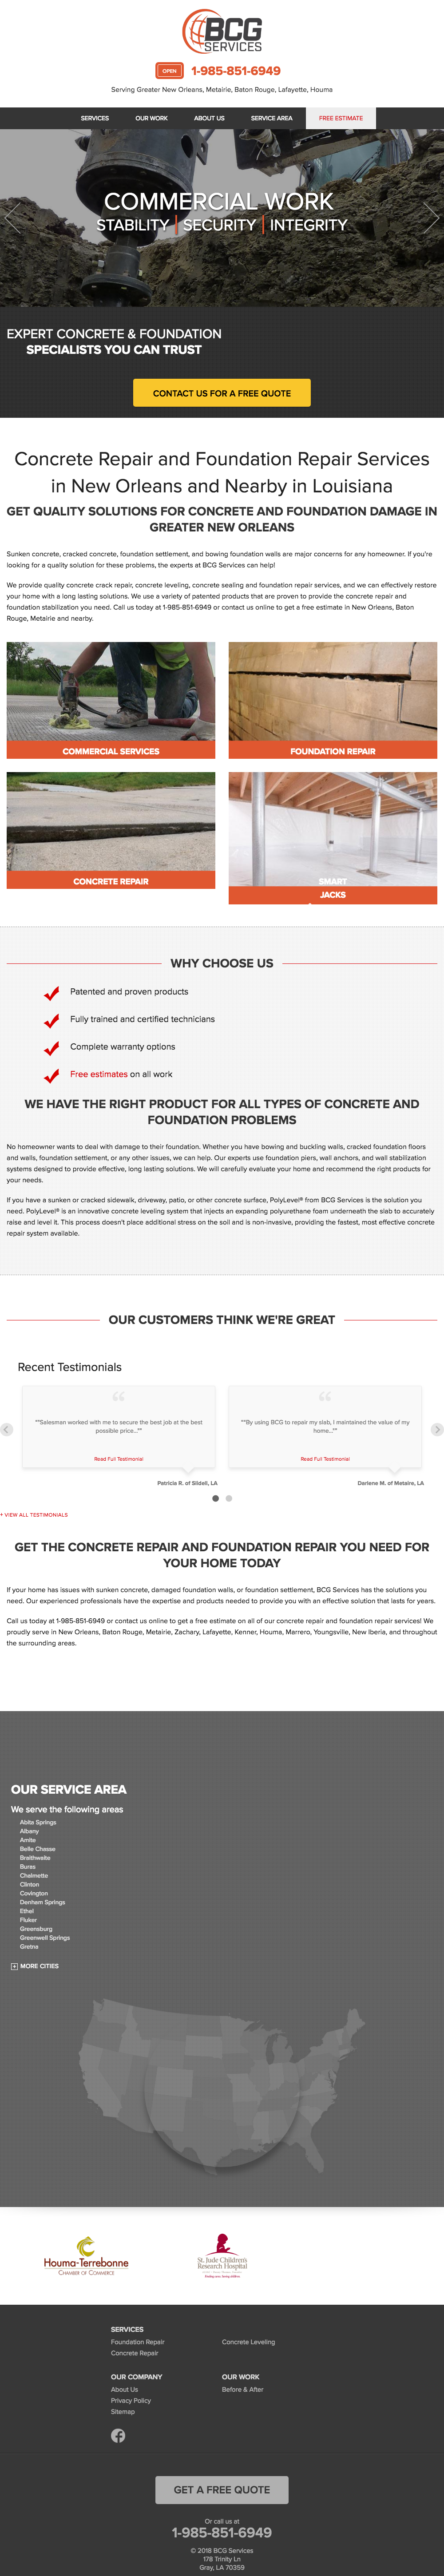 BCG
SERVICES
OPEN 1-985-851-6949
Serving Greater New Orleans, Metairie, Baton Rouge, Lafayette, Houma
SERVICES OUR WORK ABOUT US SERVICE AREA FREE ESTIMATE
COMMERCIAL WORK
STABILITY | SECURITY | INTEGRITY
EXPERT CONCRETE & FOUNDATION
SPECIALISTS YOU CAN TRUST
CONTACT US FOR A FREE QUOTE
Concrete Repair and Foundation Repair Services
in New Orleans and Nearby in Louisiana
GET QUALITY SOLUTIONS FOR CONCRETE AND FOUNDATION DAMAGE IN
GREATER NEW ORLEANS
Sunken concrete, cracked concrete, foundation settlement, and bowing foundation walls are major concerns for any homeowner. If you're
looking for a quality solution for these problems, the experts at BCG Services can help!
We provide quality concrete crack repair, concrete leveling, concrete sealing and foundation repair services, and we can effectively restore
your home with a long lasting solutions. We use a variety of patented products that are proven to provide the concrete repair and
foundation stabilization you need. Call us today at 1-985-851-6949 or contact us online to get a free estimate in New Orleans, Baton
Rouge, Metairie and nearby.
COMMERCIAL SERVICES
FOUNDATION REPAIR
CONCRETE REPAIR
SMART
JACKS
WHY CHOOSE US
Patented and proven products
Fully trained and certified technicians
Complete warranty options
Free estimates on all work
WE HAVE THE RIGHT PRODUCT FOR ALL TYPES OF CONCRETE AND
FOUNDATION PROBLEMS
No homeowner wants to deal with damage to their foundation. Whether you have bowing and buckling walls, cracked foundation floors
and walls, foundation settlement, or any other issues, we can help. Our experts use foundation piers, wall anchors, and wall stabilization
systems designed to provide effective, long lasting solutions. We will carefully evaluate your home and recommend the right products for
your needs.
If you have a sunken or cracked sidewalk, driveway, patio, or other concrete surface, PolyLevel® from BCG Services is the solution you
need. PolyLevel® is an innovative concrete leveling system that injects an expanding polyurethane foam underneath the slab to accurately
raise and level it. This process doesn't place additional stress on the soil and is non-invasive, providing the fastest, most effective concrete
repair system available.
OUR CUSTOMERS THINK WE'RE GREAT
Recent Testimonials
""Salesman worked with me to secure the best job at the best
possible price...""
Read Full Testimonial
Patricia R. of Slidell, LA
""By using BCG to repair my slab, I maintained the value of my
home...""
Read Full Testimonial
Darlene M. of Metaire, LA
+ VIEW ALL TESTIMONIALS
GET THE CONCRETE REPAIR AND FOUNDATION REPAIR YOU NEED FOR
YOUR HOME TODAY
If your home has issues with sunken concrete, damaged foundation walls, or foundation settlement, BCG Services has the solutions you
need. Our experienced professionals have the expertise and products needed to provide you with an effective solution that lasts for years.
Call us today at 1-985-851-6949 or contact us online to get a free estimate on all of our concrete repair and foundation repair services! We
proudly serve in New Orleans, Baton Rouge, Metairie, Zachary, Lafayette, Kenner, Houma, Marrero, Youngsville, New Iberia, and throughout
the surrounding areas.
OUR SERVICE AREA
We serve the following areas
Abita Springs
Albany
Amite
Belle Chasse
Braithwaite
Buras
Chalmette
Clinton
Covington
Denham Springs
Ethel
Fluker
Greensburg
Greenwell Springs
Gretna
MORE CITIES
Houma-Terrebonne
CHAMBER OF COMMERCE
St. Jude Children's
Research Hospital
Finding cures. Saving children.
SERVICES
Foundation Repair Concrete Leveling
Concrete Repair
OUR COMPANY OUR WORK
About Us Before & After
Privacy Policy
Sitemap
GET A FREE QUOTE
Or call us at
1-985-851-6949
© 2018 BCG Services
178 Trinity Ln
Gray, LA 70359